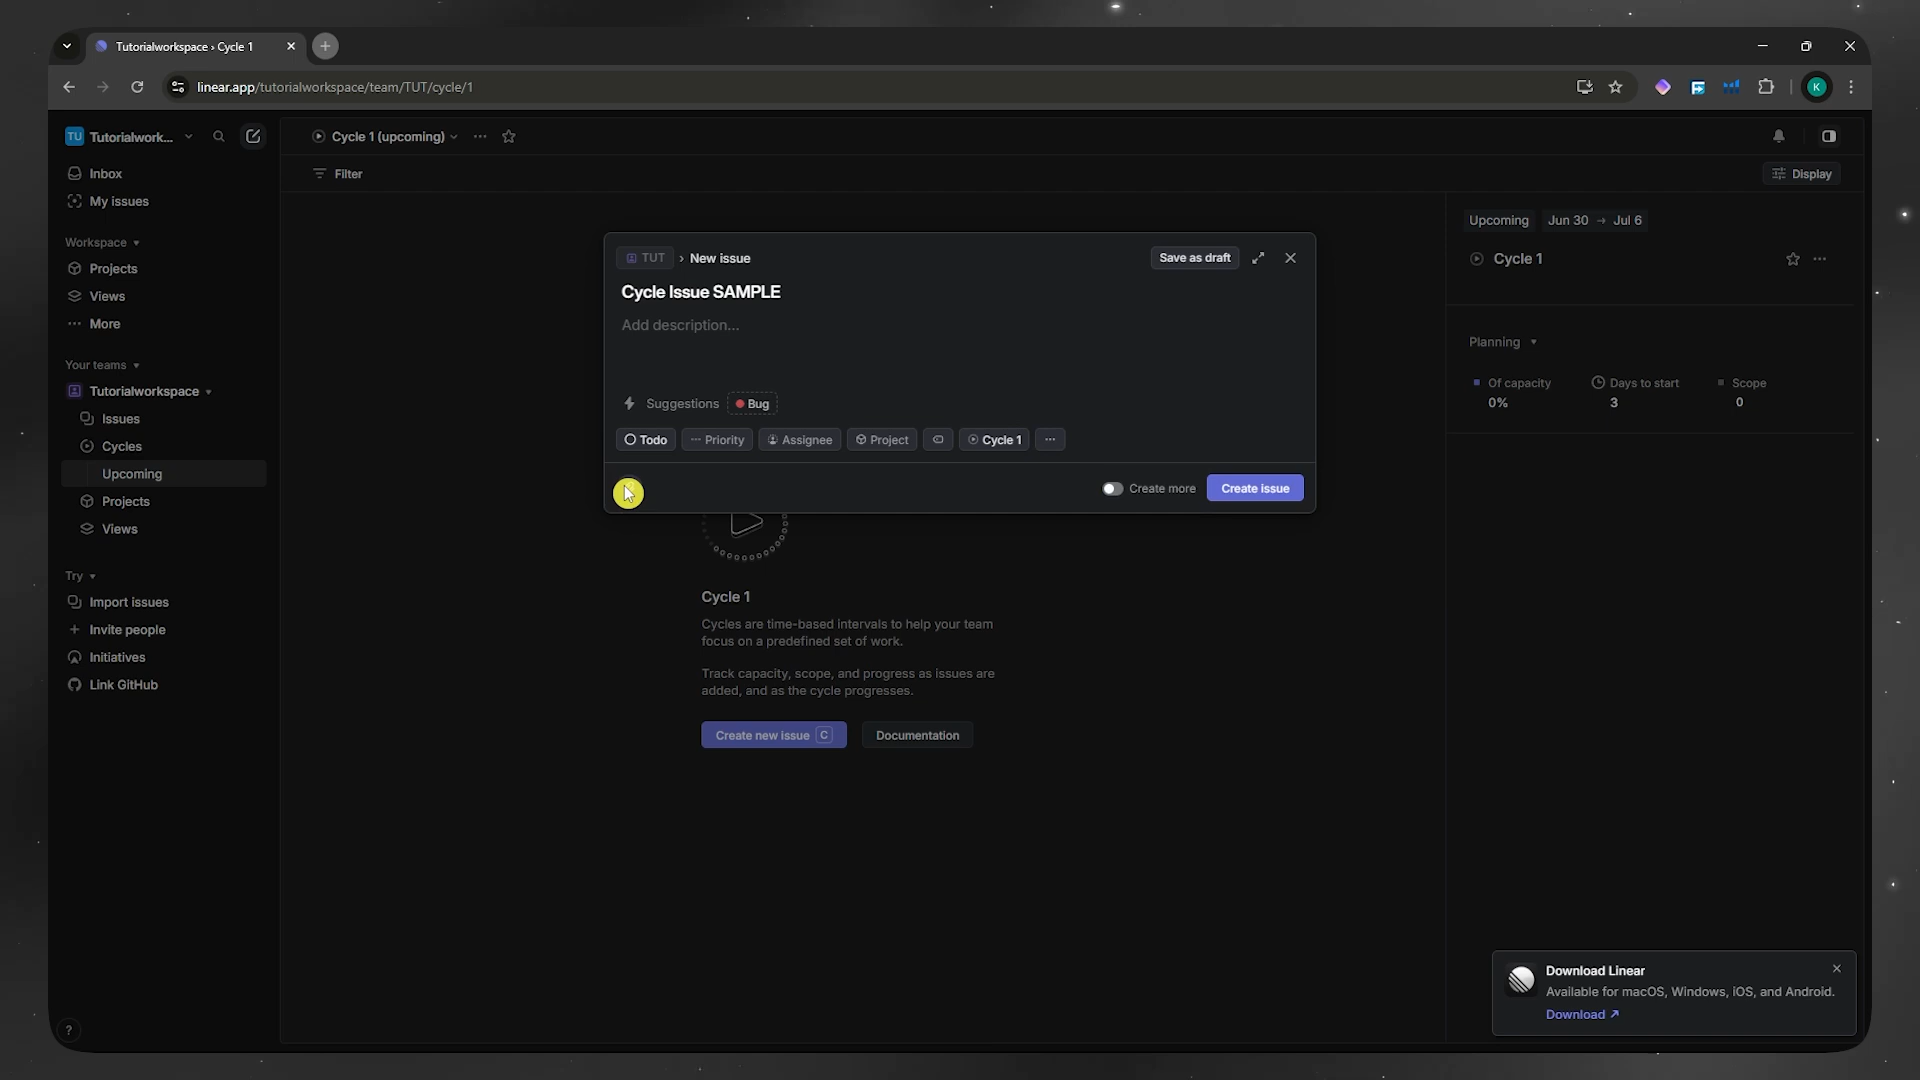 Tutorialworkspace › Cycle 1
linear.app/tutorialworkspace/team/TUT/cycle/1
K
TU Tutorialwork...
Cycle 1 (upcoming)
Inbox
My issues
Filter
Display
Workspace
Projects
Views
More
Your teams
Tutorialworkspace
Issues
Cycles
Upcoming
Projects
Views
Try
Import issues
Invite people
Initiatives
Link GitHub
?
TUT › New issue
Save as draft
Cycle Issue SAMPLE
Add description...
Suggestions Bug
Todo Priority Assignee Project Cycle 1
Create more Create issue
Cycle 1
Cycles are time-based intervals to help your team
focus on a predefined set of work.
Track capacity, scope, and progress as issues are
added, and as the cycle progresses.
Create new issue C Documentation
Upcoming Jun 30 → Jul 6
Cycle 1
Planning
Of capacity Days to start Scope
0% 3 0
Download Linear
Available for macOS, Windows, iOS, and Android.
Download ↗